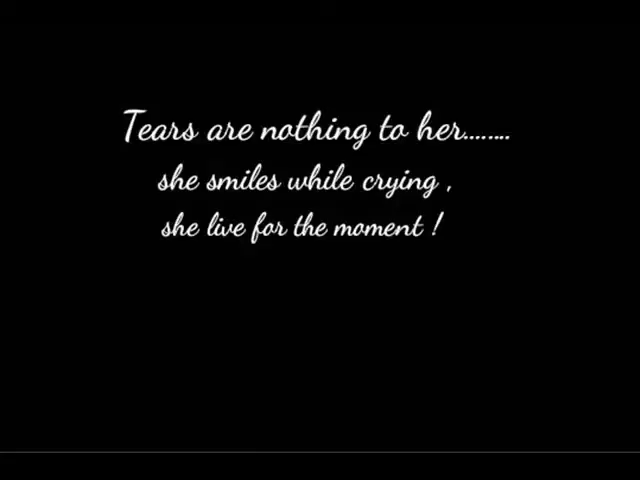 Tears are nothing to her........
she smiles while crying ,
she live for the moment !